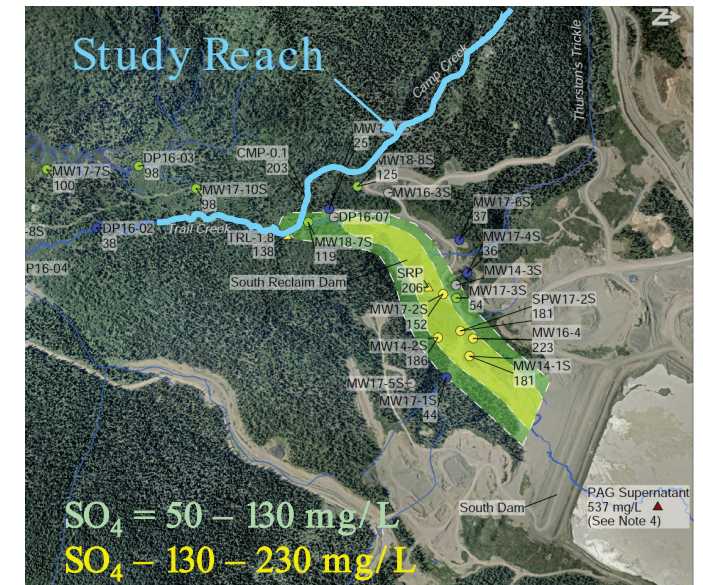 Z
Study Reach
Camp Creek
Thurston's Trickle
MW1
25
CMP-0.1
203
MW18-8S
125
DP16-03
98
MW17-7S
100
MW17-10S
98
MW16-3S
MW17-6S
37
DP16-07
DP16-02
38
-8S
Trail Creek
TRL-1.8
138
MW18-7S
119
MW17-4S
36
P16-04
South Reclaim Dam
SRP
206
MW14-3S
MW17-3S
54
SPW17-2S
181
MW17-2S
152
MW16-4
223
MW14-2S
186
MW14-1S
181
MW17-5S
MW17-1S
44
South Dam
PAG Supernatant
537 mg/L
(See Note 4)
SO₄ = 50 – 130 mg/L
SO₄ – 130 – 230 mg/L